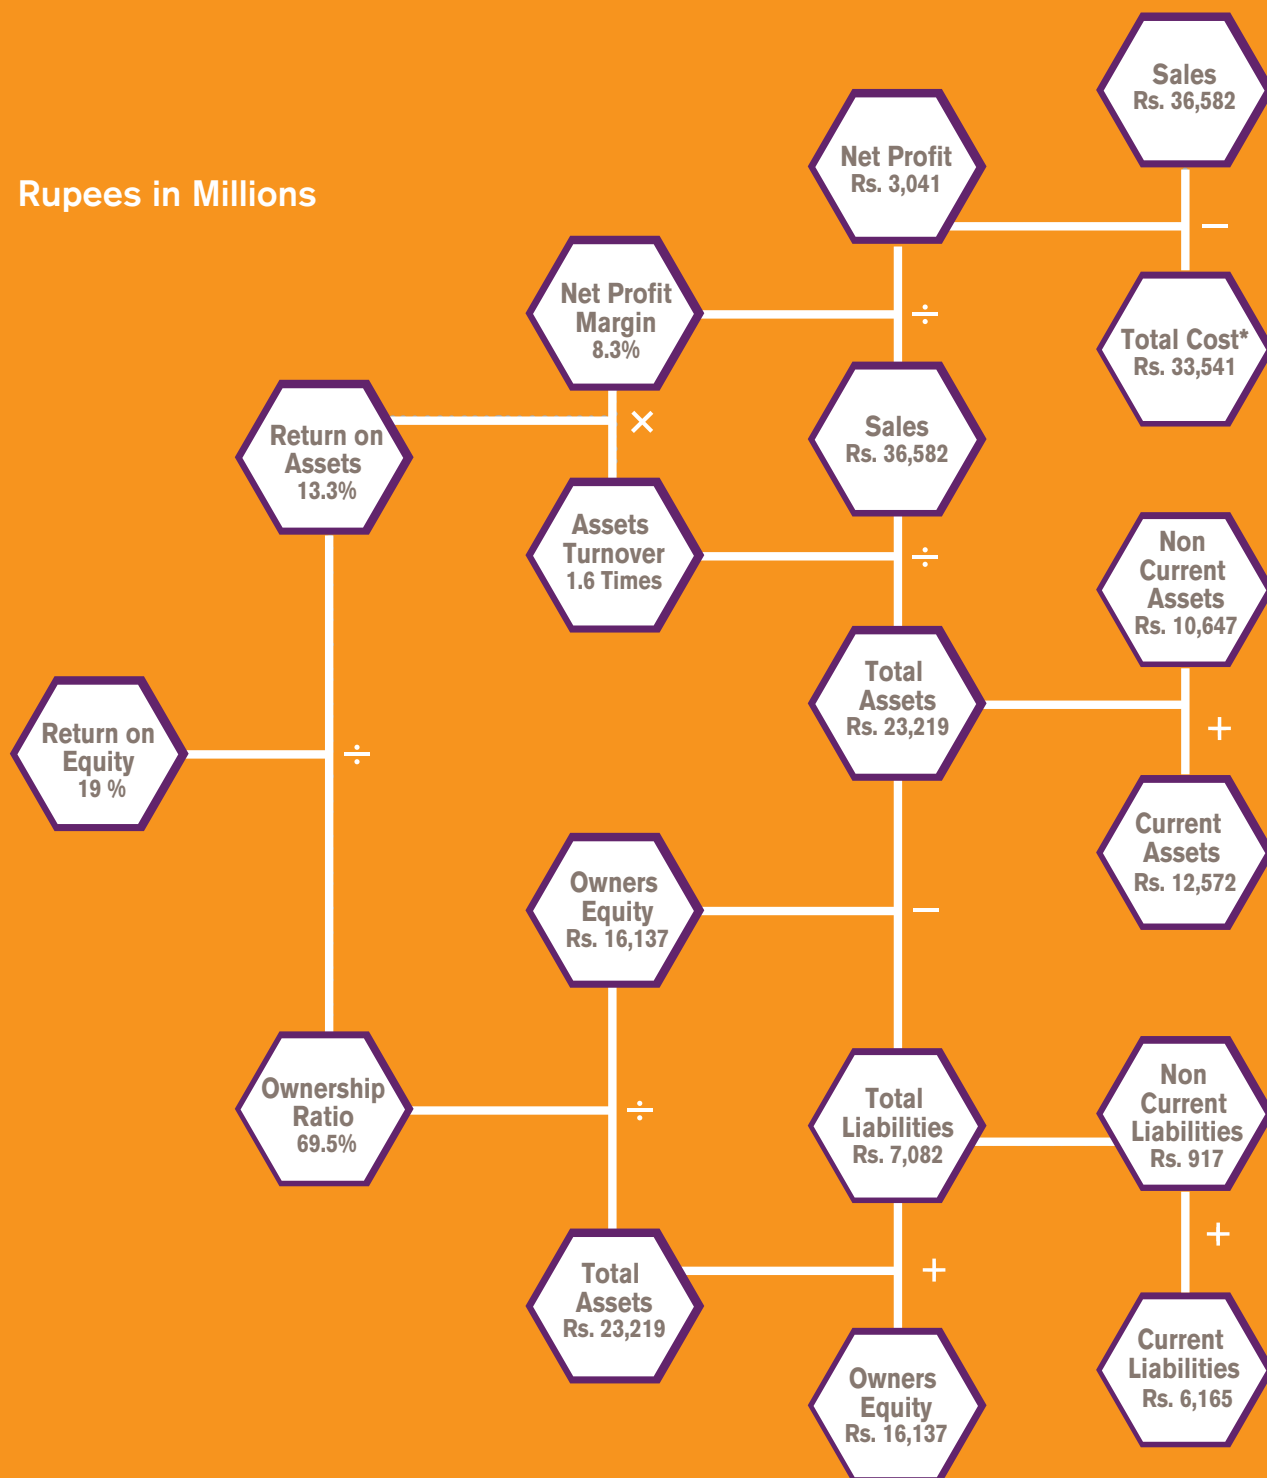 Rupees in Millions
Sales
Rs. 36,582
Net Profit
Rs. 3,041
−
Net Profit
Margin
8.3%
÷
Total Cost*
Rs. 33,541
Return on
Assets
13.3%
×
Sales
Rs. 36,582
Assets
Turnover
1.6 Times
÷
Non
Current
Assets
Rs. 10,647
Return on
Equity
19 %
÷
Total
Assets
Rs. 23,219
+
Current
Assets
Rs. 12,572
Owners
Equity
Rs. 16,137
−
Ownership
Ratio
69.5%
÷
Total
Liabilities
Rs. 7,082
Non
Current
Liabilities
Rs. 917
+
Total
Assets
Rs. 23,219
+
Owners
Equity
Rs. 16,137
Current
Liabilities
Rs. 6,165